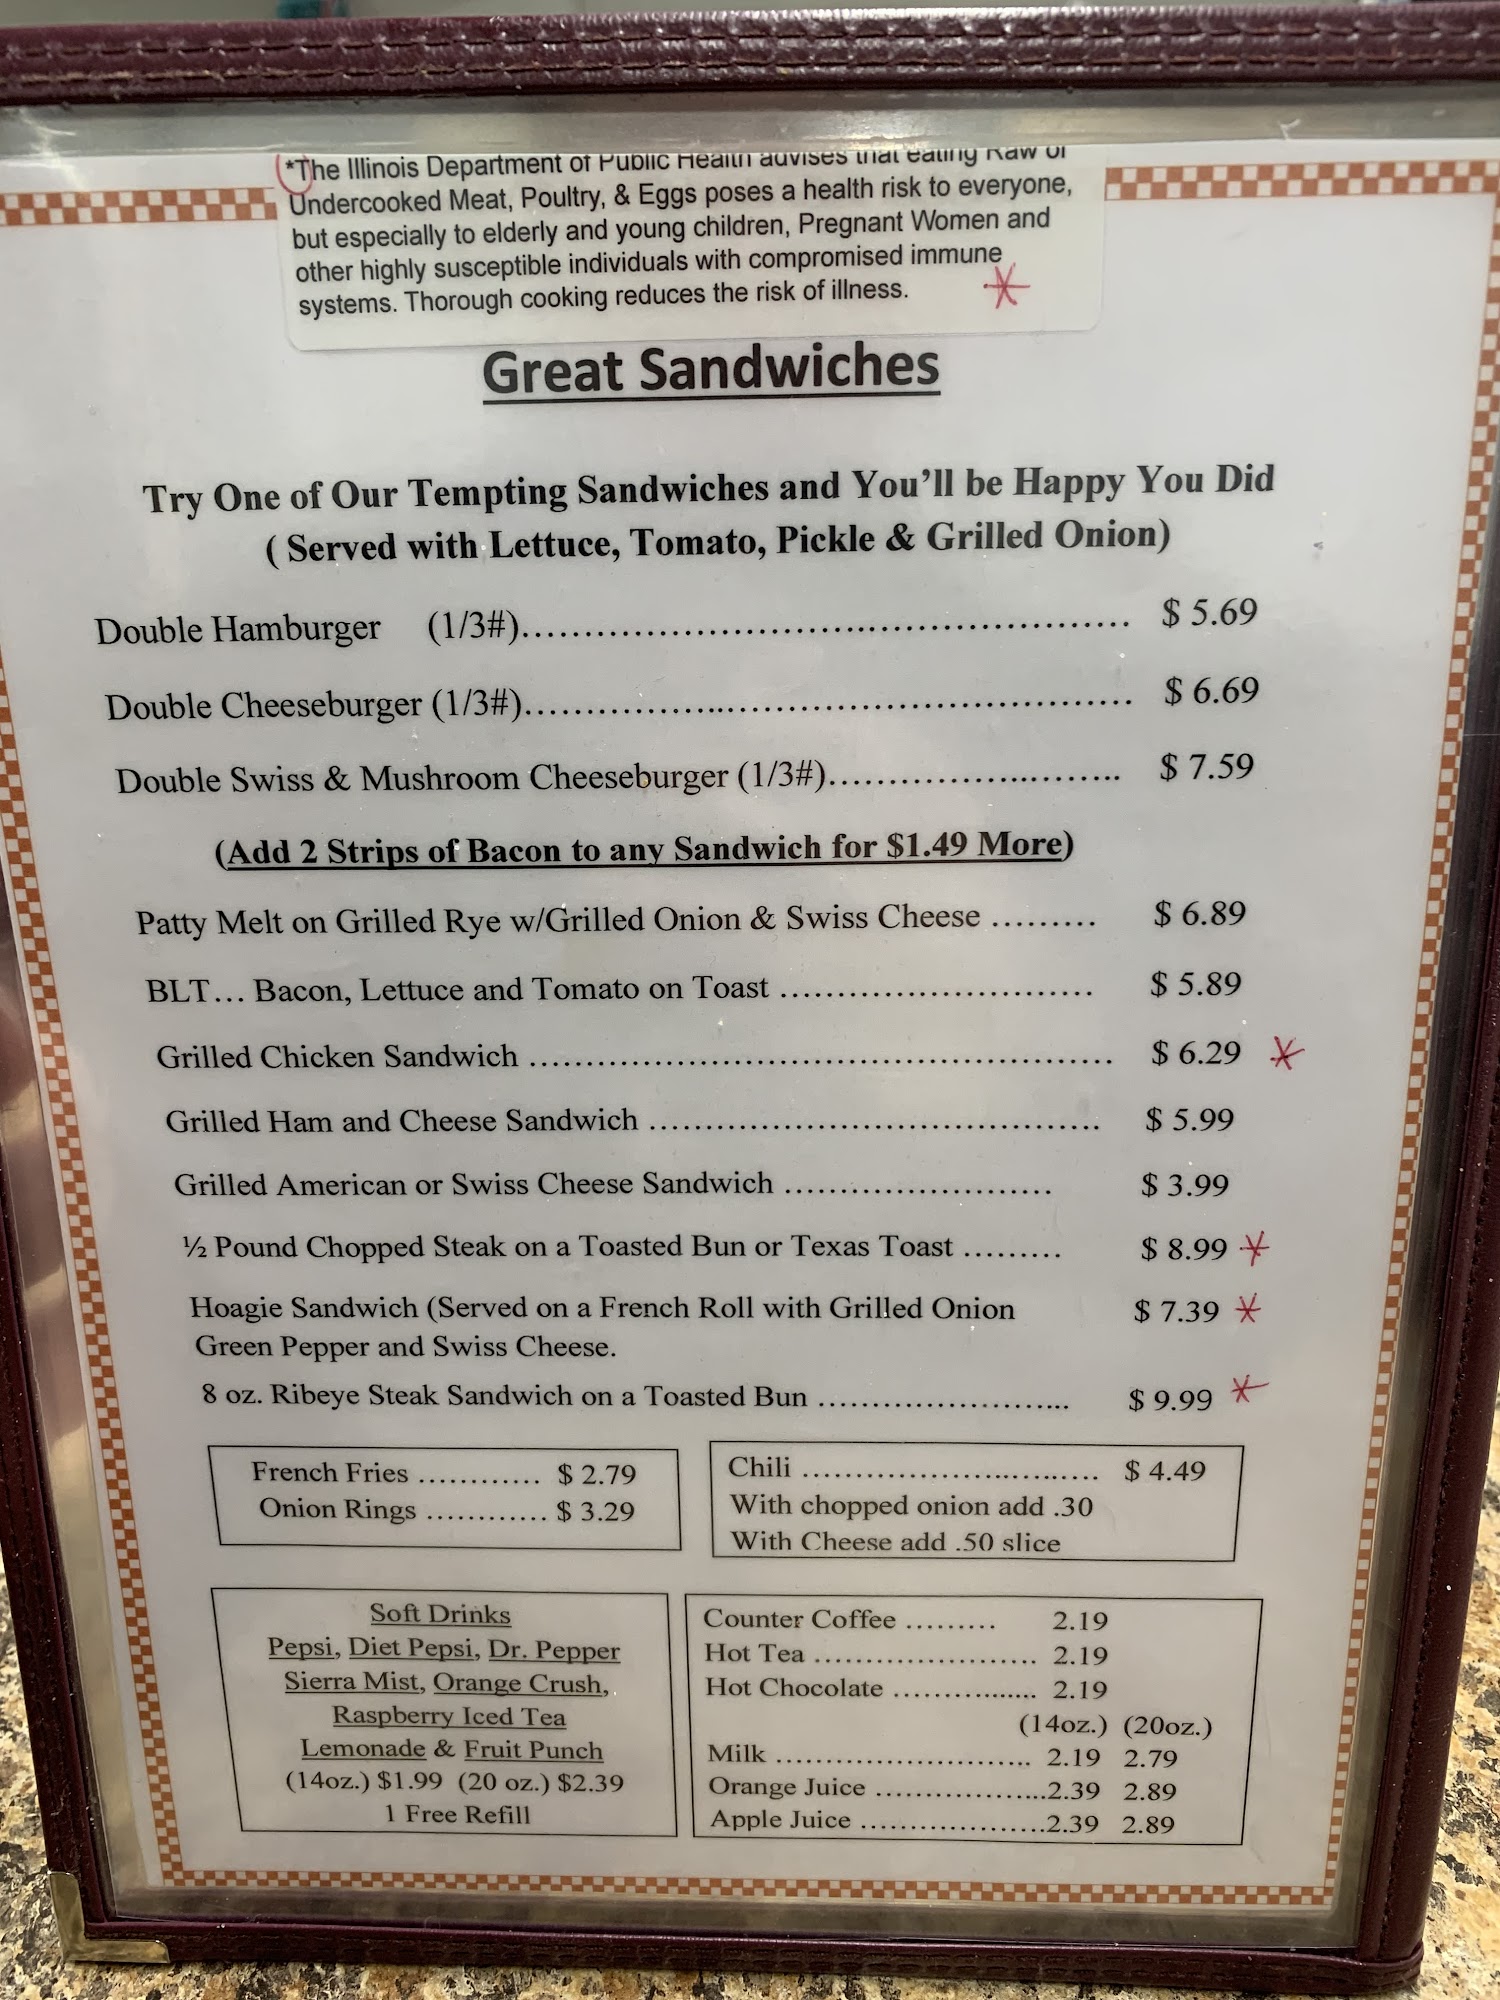 *The Illinois Department of Public Health advises that eating Raw or
Undercooked Meat, Poultry, & Eggs poses a health risk to everyone,
but especially to elderly and young children, Pregnant Women and
other highly susceptible individuals with compromised immune
systems. Thorough cooking reduces the risk of illness. *
Great Sandwiches
Try One of Our Tempting Sandwiches and You'll be Happy You Did
( Served with Lettuce, Tomato, Pickle & Grilled Onion)
Double Hamburger (1/3#)................................................ $ 5.69
Double Cheeseburger (1/3#)................................................ $ 6.69
Double Swiss & Mushroom Cheeseburger (1/3#)........................ $ 7.59
(Add 2 Strips of Bacon to any Sandwich for $1.49 More)
Patty Melt on Grilled Rye w/Grilled Onion & Swiss Cheese ......... $ 6.89
BLT... Bacon, Lettuce and Tomato on Toast ........................... $ 5.89
Grilled Chicken Sandwich ................................................... $ 6.29 *
Grilled Ham and Cheese Sandwich ....................................... $ 5.99
Grilled American or Swiss Cheese Sandwich ........................ $ 3.99
½ Pound Chopped Steak on a Toasted Bun or Texas Toast ......... $ 8.99 *
Hoagie Sandwich (Served on a French Roll with Grilled Onion $ 7.39 *
Green Pepper and Swiss Cheese.
8 oz. Ribeye Steak Sandwich on a Toasted Bun ........................ $ 9.99 *
French Fries ............ $ 2.79
Onion Rings ............ $ 3.29
Chili ............................. $ 4.49
With chopped onion add .30
With Cheese add .50 slice
Soft Drinks
Pepsi, Diet Pepsi, Dr. Pepper
Sierra Mist, Orange Crush,
Raspberry Iced Tea
Lemonade & Fruit Punch
(14oz.) $1.99 (20 oz.) $2.39
1 Free Refill
Counter Coffee ......... 2.19
Hot Tea ...................... 2.19
Hot Chocolate ............... 2.19
(14oz.) (20oz.)
Milk ......................... 2.19 2.79
Orange Juice ..................2.39 2.89
Apple Juice ...................2.39 2.89